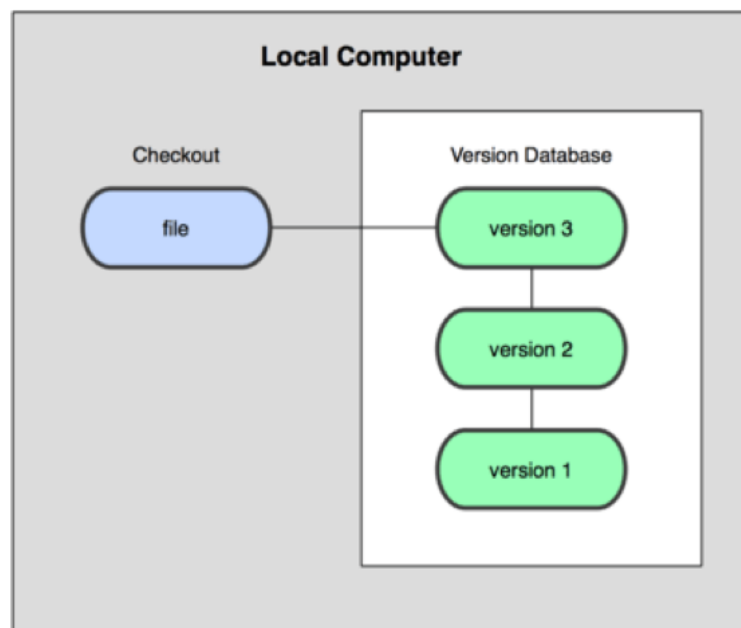 Local Computer
Checkout
Version Database
file
version 3
version 2
version 1